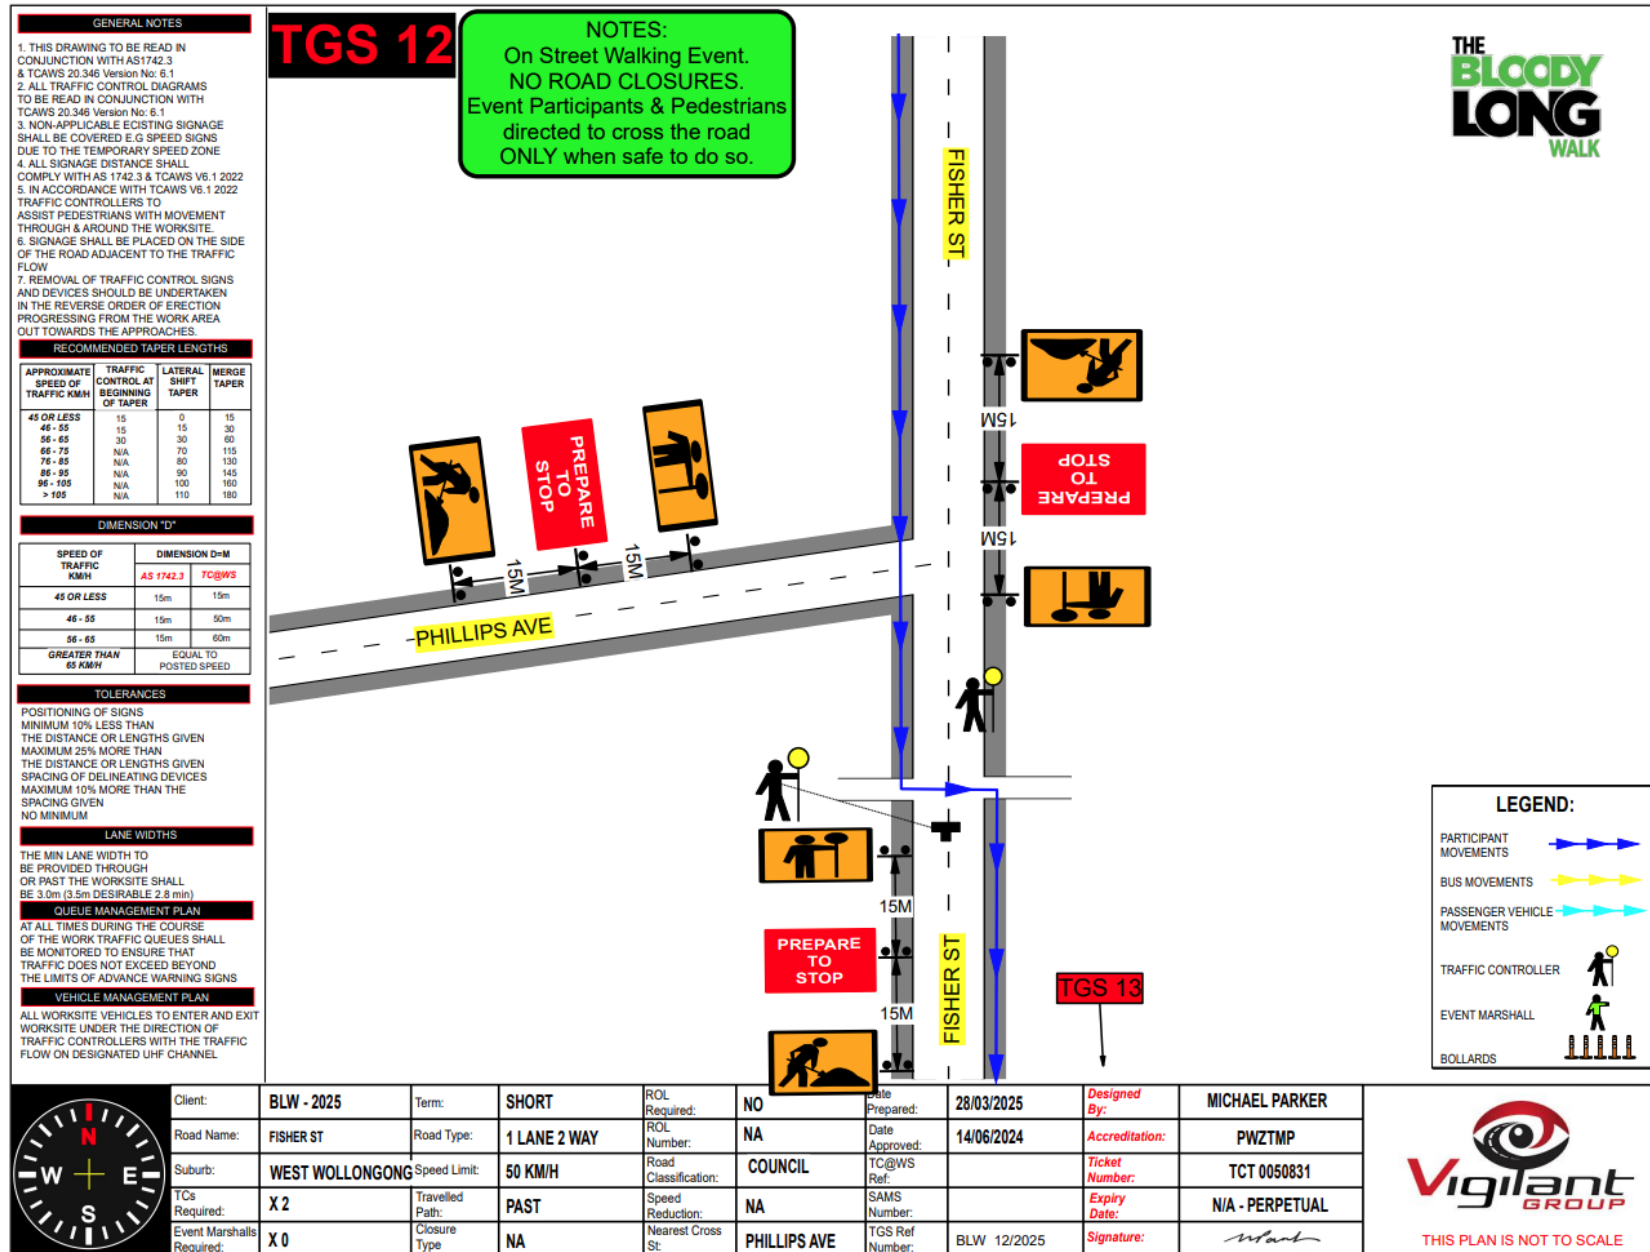 GENERAL NOTES
1. THIS DRAWING TO BE READ IN
CONJUNCTION WITH AS1742.3
& TCAWS 20.346 Version No: 6.1
2. ALL TRAFFIC CONTROL DIAGRAMS
TO BE READ IN CONJUNCTION WITH
TCAWS 20.346 Version No: 6.1
3. NON-APPLICABLE ECISTING SIGNAGE
SHALL BE COVERED E.G SPEED SIGNS
DUE TO THE TEMPORARY SPEED ZONE
4. ALL SIGNAGE DISTANCE SHALL
COMPLY WITH AS 1742.3 & TCAWS V6.1 2022
5. IN ACCORDANCE WITH TCAWS V6.1 2022
TRAFFIC CONTROLLERS TO
ASSIST PEDESTRIANS WITH MOVEMENT
THROUGH & AROUND THE WORKSITE.
6. SIGNAGE SHALL BE PLACED ON THE SIDE
OF THE ROAD ADJACENT TO THE TRAFFIC
FLOW
7. REMOVAL OF TRAFFIC CONTROL SIGNS
AND DEVICES SHOULD BE UNDERTAKEN
IN THE REVERSE ORDER OF ERECTION
PROGRESSING FROM THE WORK AREA
OUT TOWARDS THE APPROACHES.
RECOMMENDED TAPER LENGTHS
APPROXIMATE SPEED OF TRAFFIC KM/H TRAFFIC CONTROL AT BEGINNING OF TAPER LATERAL SHIFT TAPER MERGE TAPER
45 OR LESS 15 0 15
46 - 55 15 15 30
56 - 65 30 30 60
66 - 75 N/A 70 115
76 - 85 N/A 80 130
86 - 95 N/A 90 145
96 - 105 N/A 100 160
> 105 N/A 110 180
DIMENSION "D"
SPEED OF TRAFFIC KM/H DIMENSION D=M
AS 1742.3 TC@WS
45 OR LESS 15m 15m
46 - 55 15m 50m
56 - 65 15m 60m
GREATER THAN 65 KM/H EQUAL TO POSTED SPEED
TOLERANCES
POSITIONING OF SIGNS
MINIMUM 10% LESS THAN
THE DISTANCE OR LENGTHS GIVEN
MAXIMUM 25% MORE THAN
THE DISTANCE OR LENGTHS GIVEN
SPACING OF DELINEATING DEVICES
MAXIMUM 10% MORE THAN THE
SPACING GIVEN
NO MINIMUM
LANE WIDTHS
THE MIN LANE WIDTH TO
BE PROVIDED THROUGH
OR PAST THE WORKSITE SHALL
BE 3.0m (3.5m DESIRABLE 2.8 min)
QUEUE MANAGEMENT PLAN
AT ALL TIMES DURING THE COURSE
OF THE WORK TRAFFIC QUEUES SHALL
BE MONITORED TO ENSURE THAT
TRAFFIC DOES NOT EXCEED BEYOND
THE LIMITS OF ADVANCE WARNING SIGNS
VEHICLE MANAGEMENT PLAN
ALL WORKSITE VEHICLES TO ENTER AND EXIT
WORKSITE UNDER THE DIRECTION OF
TRAFFIC CONTROLLERS WITH THE TRAFFIC
FLOW ON DESIGNATED UHF CHANNEL
TGS 12
NOTES:
On Street Walking Event.
NO ROAD CLOSURES.
Event Participants & Pedestrians
directed to cross the road
ONLY when safe to do so.
THE
BLOODY
LONG
WALK
FISHER ST
15M
PREPARE
TO
STOP
15M
PREPARE
TO
STOP
15M
15M
PHILLIPS AVE
15M
PREPARE
TO
STOP
15M
FISHER ST
TGS 13
LEGEND:
PARTICIPANT
MOVEMENTS
BUS MOVEMENTS
PASSENGER VEHICLE
MOVEMENTS
TRAFFIC CONTROLLER
EVENT MARSHALL
BOLLARDS
N
W E
S
Client: BLW - 2025 Term: SHORT ROL Required: NO Date Prepared: 28/03/2025 Designed By: MICHAEL PARKER
Road Name: FISHER ST Road Type: 1 LANE 2 WAY ROL Number: NA Date Approved: 14/06/2024 Accreditation: PWZTMP
Suburb: WEST WOLLONGONG Speed Limit: 50 KM/H Road Classification: COUNCIL TC@WS Ref: Ticket Number: TCT 0050831
TCs Required: X 2 Travelled Path: PAST Speed Reduction: NA SAMS Number: Expiry Date: N/A - PERPETUAL
Event Marshalls Required: X 0 Closure Type NA Nearest Cross St: PHILLIPS AVE TGS Ref Number: BLW 12/2025 Signature:
Vigilant
GROUP
THIS PLAN IS NOT TO SCALE